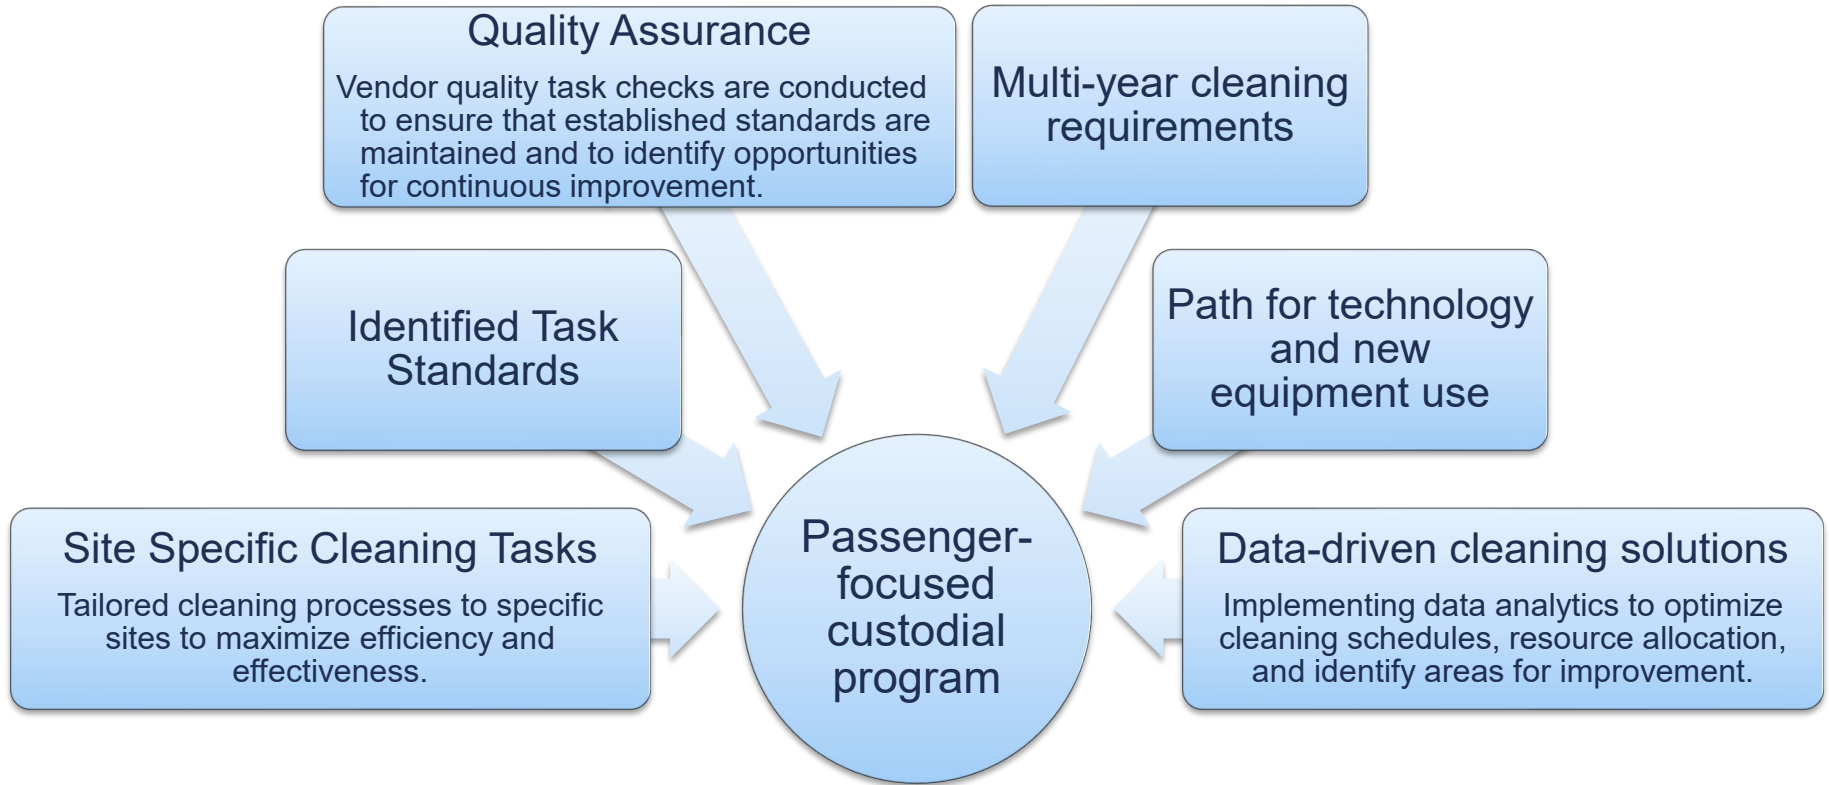 Quality Assurance
Vendor quality task checks are conducted
to ensure that established standards are
maintained and to identify opportunities
for continuous improvement.
Multi-year cleaning
requirements
Identified Task
Standards
Path for technology
and new
equipment use
Site Specific Cleaning Tasks
Tailored cleaning processes to specific
sites to maximize efficiency and
effectiveness.
Passenger-
focused
custodial
program
Data-driven cleaning solutions
Implementing data analytics to optimize
cleaning schedules, resource allocation,
and identify areas for improvement.